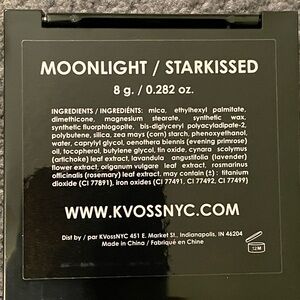 MOONLIGHT / STARKISSED
8 g. / 0.282 oz.
INGREDIENTS / INGRÉDIENTS: mica, ethylhexyl palmitate,
dimethicone, magnesium stearate, synthetic wax,
synthetic fluorphlogopite, bis-diglyceryl polyacyladipate-2,
polybutene, silica, zea mays (corn) starch, phenoxyethanol,
water, caprylyl glycol, oenothera biennis (evening primrose)
oil, tocopherol, butylene glycol, tin oxide, cynara scolymus
(artichoke) leaf extract, lavandula angustifolia (lavender)
flower extract, origanum vulgare leaf extract, rosmarinus
officinalis (rosemary) leaf extract, may contain (±) : titanium
dioxide (CI 77891), iron oxides (CI 77491, CI 77492, CI 77499)
WWW.KVOSSNYC.COM
Dist by / par KVossNYC 451 E. Market St., Indianapolis, IN 46204
Made in China / Fabriqué en Chine
12M